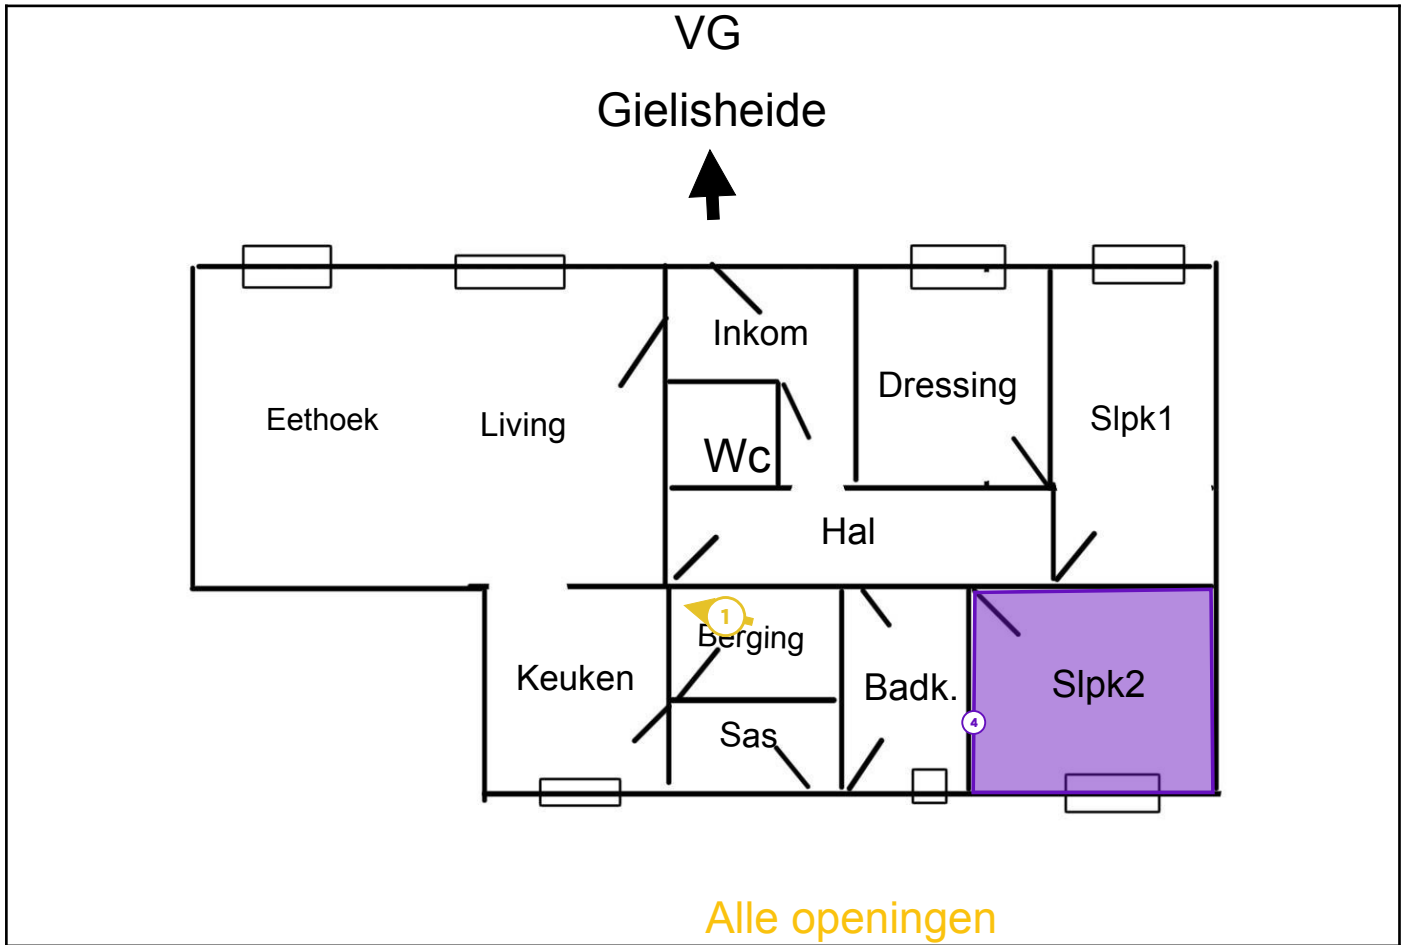 VG
Gielisheide
Inkom
Dressing
Eethoek
Living
Slpk1
Wc
Hal
1
Berging
Keuken
Badk.
Slpk2
4
Sas
Alle openingen